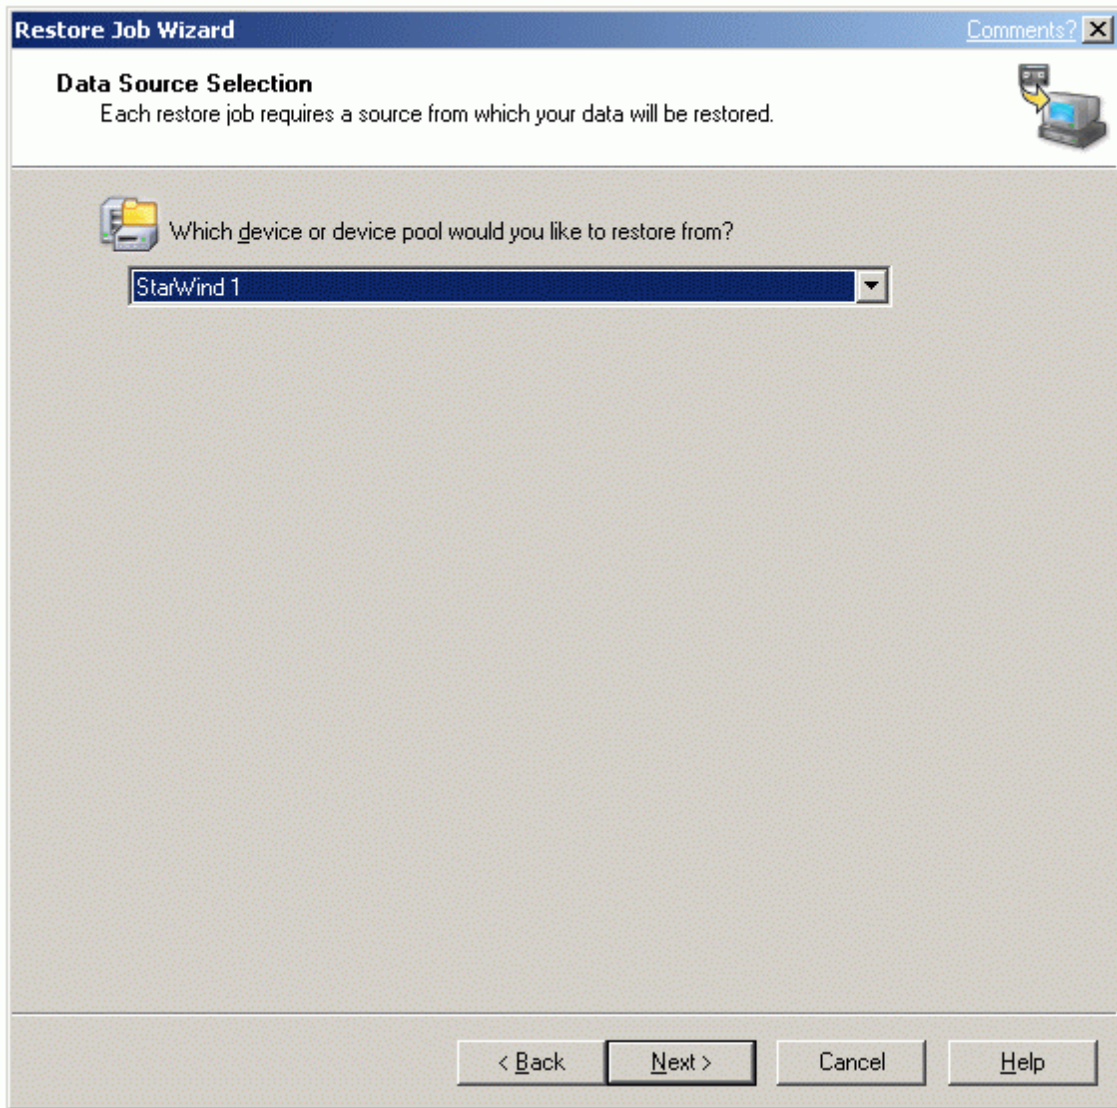 Restore Job Wizard Comments?
Data Source Selection
Each restore job requires a source from which your data will be restored.
Which device or device pool would you like to restore from?
StarWind 1
< Back Next > Cancel Help